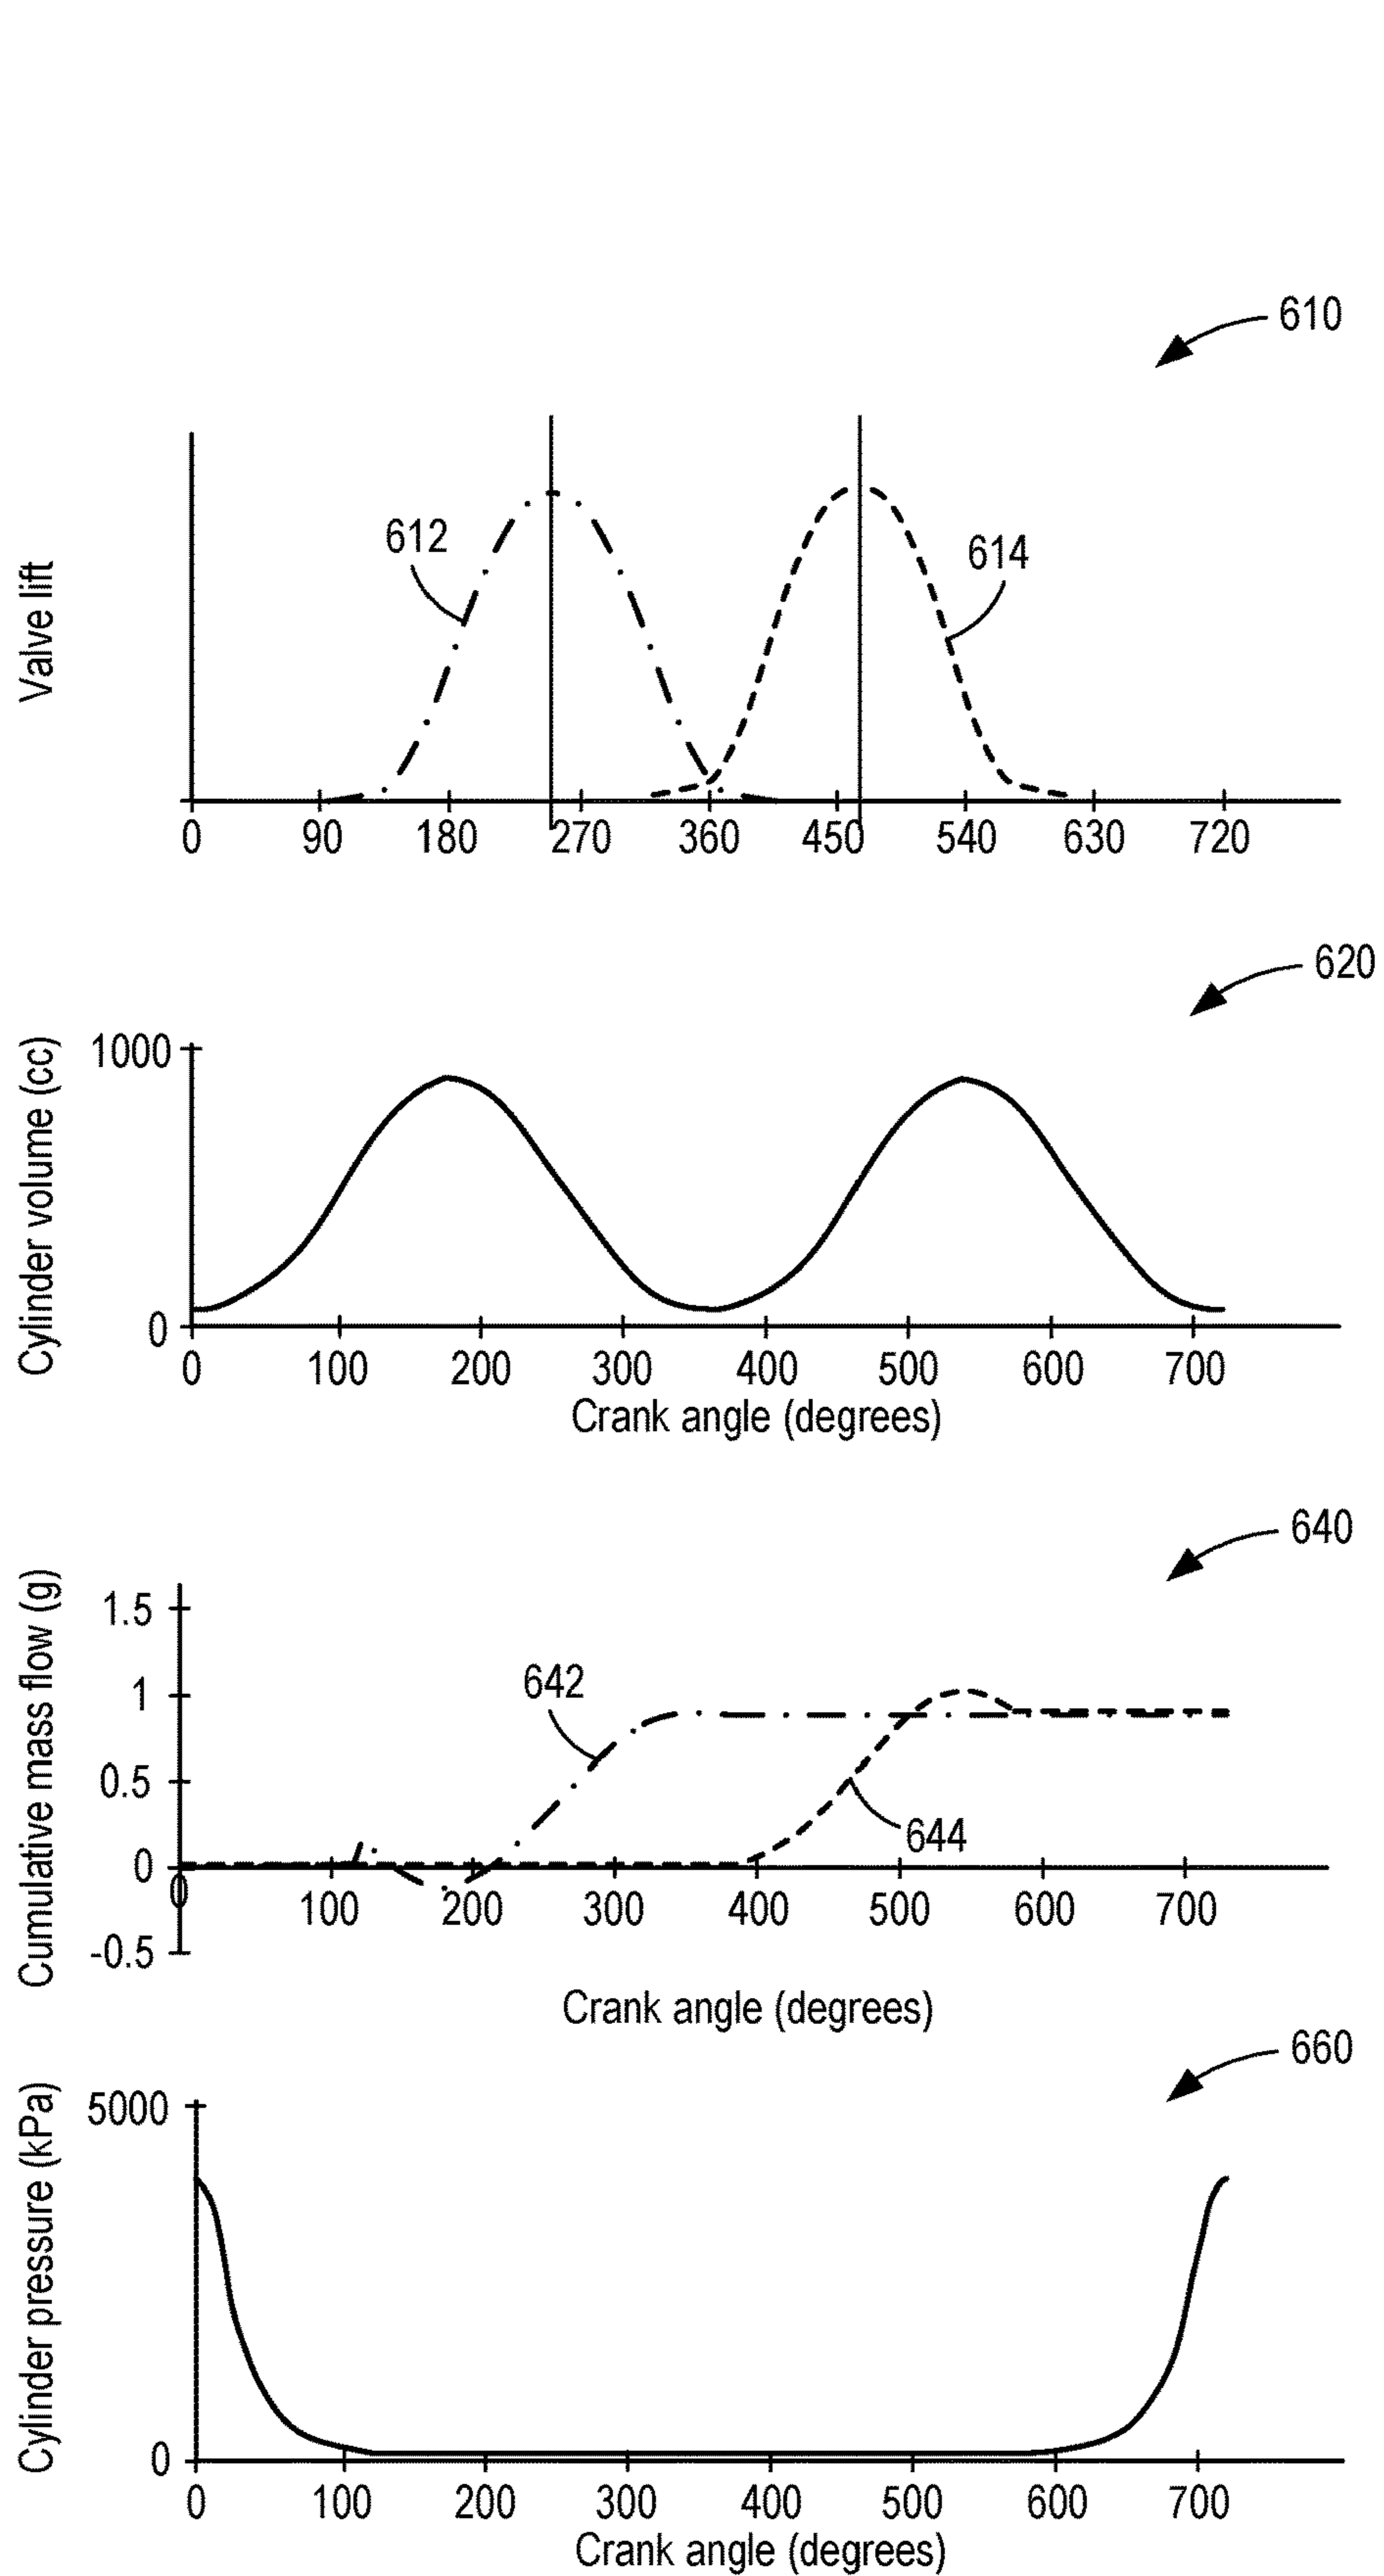 610
612
614
Valve lift
0 90 180 270 360 450 540 630 720
620
1000
Cylinder volume (cc)
0
0 100 200 300 400 500 600 700
Crank angle (degrees)
640
1.5
Cumulative mass flow (g)
642
1
0.5
644
0
0 100 200 300 400 500 600 700
-0.5
Crank angle (degrees)
660
5000
Cylinder pressure (kPa)
0
0 100 200 300 400 500 600 700
Crank angle (degrees)